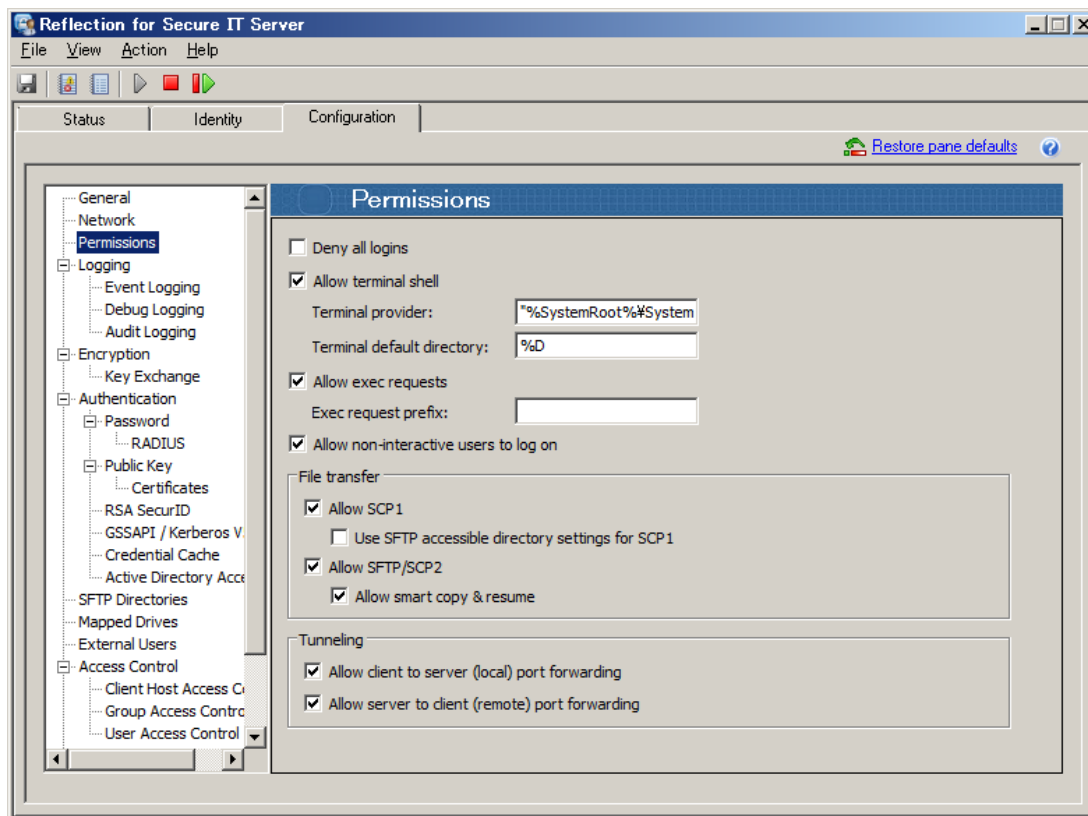 Reflection for Secure IT Server
File View Action Help
Status Identity Configuration
Restore pane defaults
General
Network
Permissions
Logging
Event Logging
Debug Logging
Audit Logging
Encryption
Key Exchange
Authentication
Password
RADIUS
Public Key
Certificates
RSA SecurID
GSSAPI / Kerberos V
Credential Cache
Active Directory Acce
SFTP Directories
Mapped Drives
External Users
Access Control
Client Host Access C
Group Access Contro
User Access Control
Permissions
Deny all logins
Allow terminal shell
Terminal provider: "%SystemRoot%¥System
Terminal default directory: %D
Allow exec requests
Exec request prefix:
Allow non-interactive users to log on
File transfer
Allow SCP1
Use SFTP accessible directory settings for SCP1
Allow SFTP/SCP2
Allow smart copy & resume
Tunneling
Allow client to server (local) port forwarding
Allow server to client (remote) port forwarding